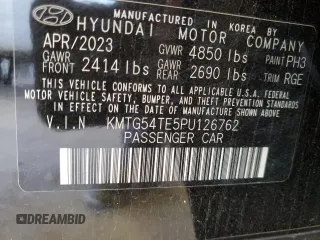 MANUFACTURED IN KOREA BY
HYUNDAI MOTOR COMPANY
APR/2023 GVWR 4850 lbs PAINT PH3
GAWR FRONT 2414 lbs GAWR REAR 2690 lbs TRIM RGE
THIS VEHICLE CONFORMS TO ALL APPLICABLE U.S.A. FEDERAL
MOTOR VEHICLE SAFETY, BUMPER, AND THEFT PREVENTION
STANDARDS IN EFFECT ON THE DATE OF MANUFACTURE SHOWN ABOVE.
V.I.N KMTG54TE5PU126762
PASSENGER CAR
DREAMBID